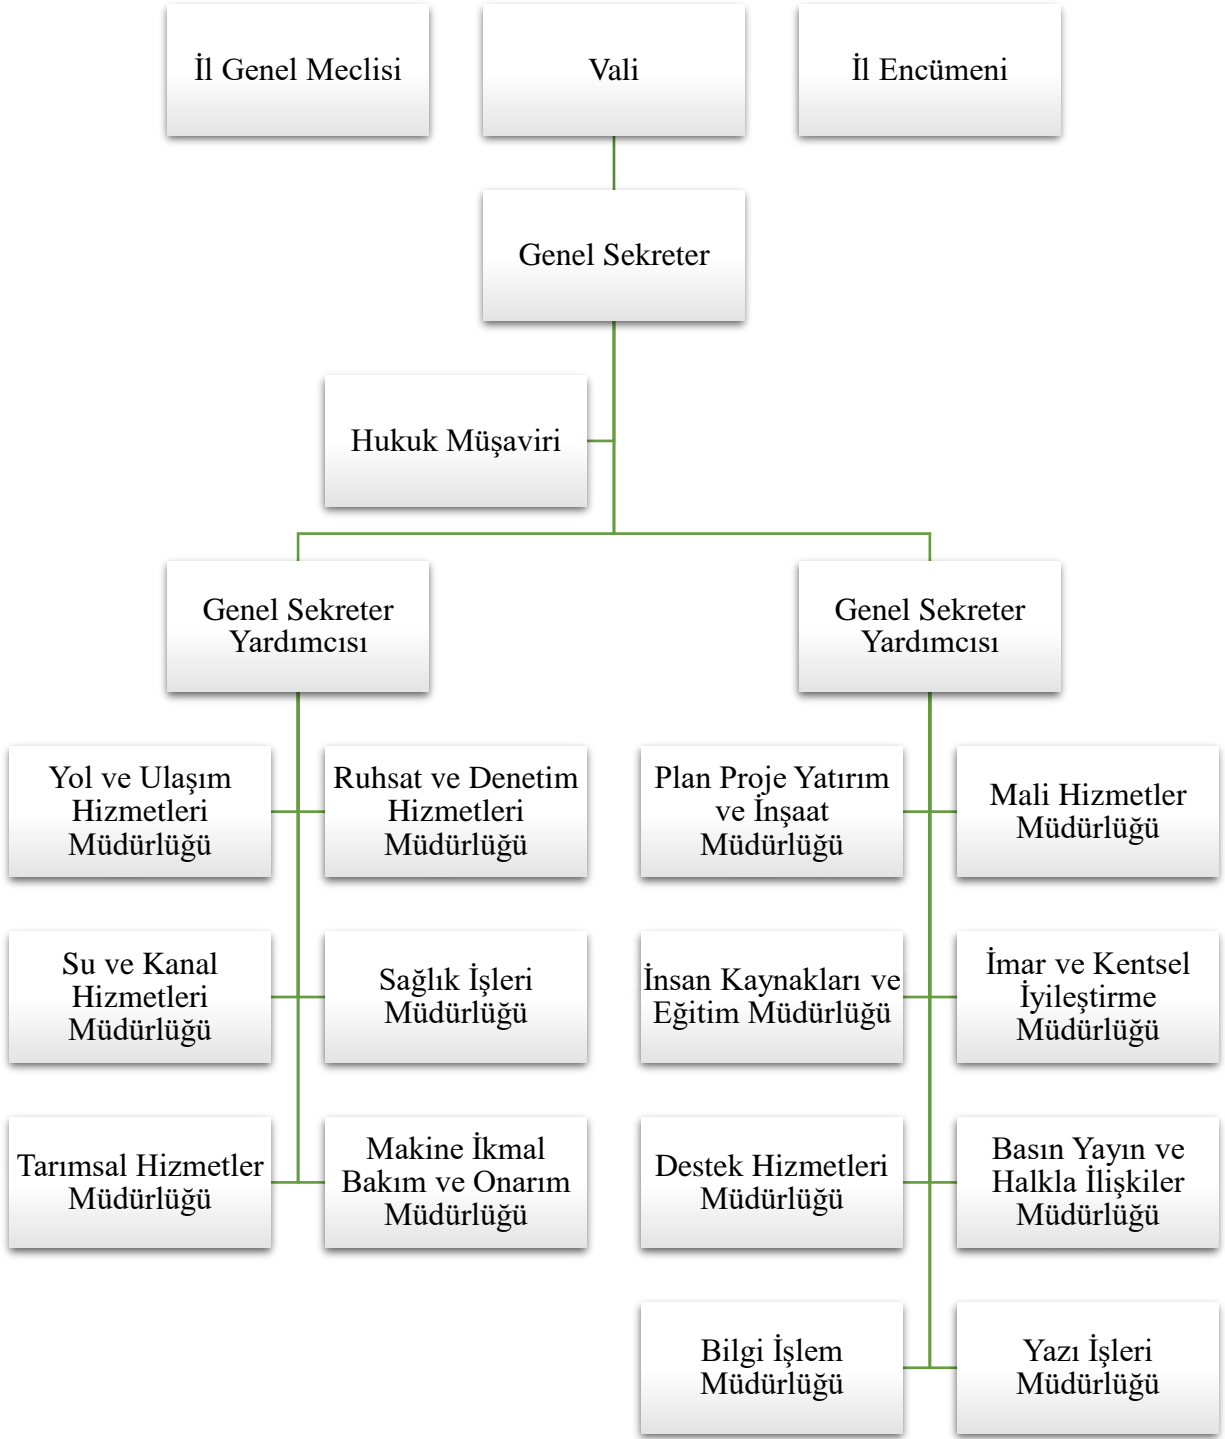 İl Genel Meclisi
Vali
İl Encümeni
Genel Sekreter
Hukuk Müşaviri
Genel Sekreter
Yardımcısı
Genel Sekreter
Yardımcısı
Yol ve Ulaşım
Hizmetleri
Müdürlüğü
Ruhsat ve Denetim
Hizmetleri
Müdürlüğü
Plan Proje Yatırım
ve İnşaat
Müdürlüğü
Mali Hizmetler
Müdürlüğü
Su ve Kanal
Hizmetleri
Müdürlüğü
Sağlık İşleri
Müdürlüğü
İnsan Kaynakları ve
Eğitim Müdürlüğü
İmar ve Kentsel
İyileştirme
Müdürlüğü
Tarımsal Hizmetler
Müdürlüğü
Makine İkmal
Bakım ve Onarım
Müdürlüğü
Destek Hizmetleri
Müdürlüğü
Basın Yayın ve
Halkla İlişkiler
Müdürlüğü
Bilgi İşlem
Müdürlüğü
Yazı İşleri
Müdürlüğü